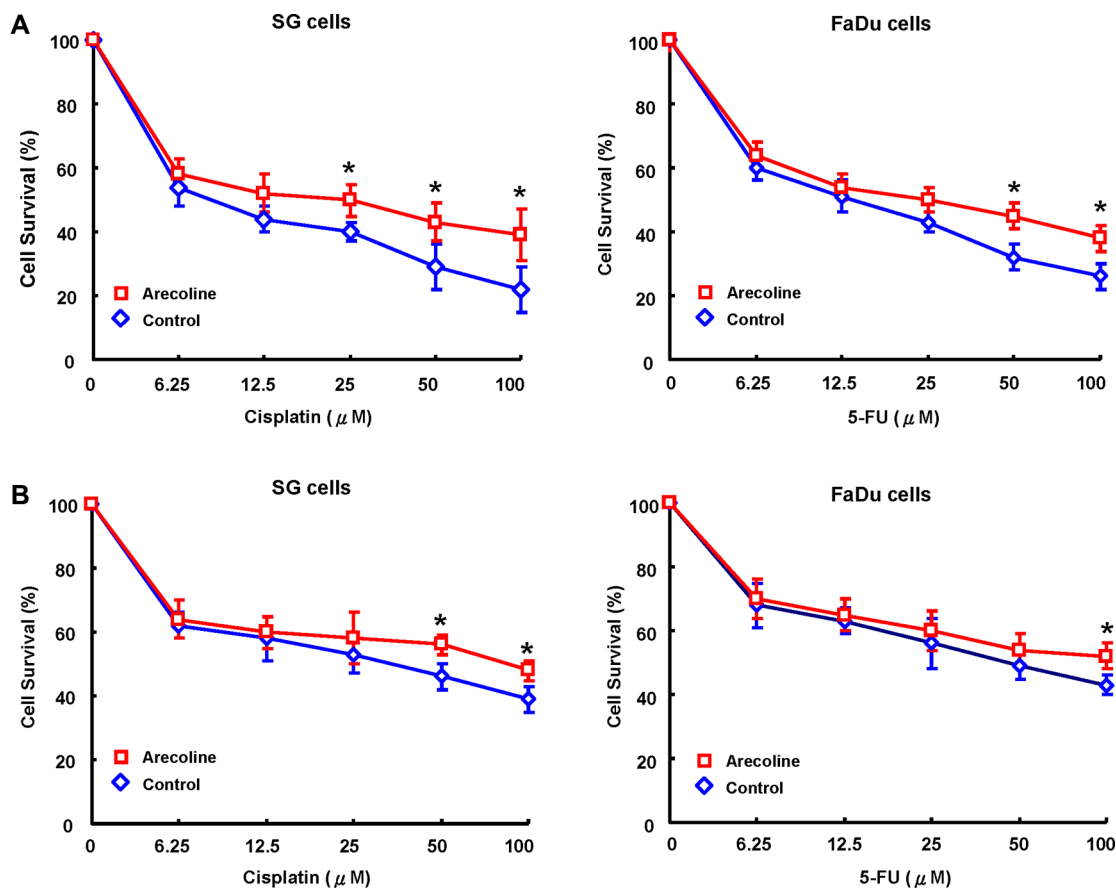 A
SG cells
100
80
60
40
20
0
Cell Survival (%)
*
*
*
Arecoline
Control
0 6.25 12.5 25 50 100
Cisplatin ( μ M)
FaDu cells
100
80
60
40
20
0
Cell Survival (%)
*
*
Arecoline
Control
0 6.25 12.5 25 50 100
5-FU ( μ M)
B
SG cells
100
80
60
40
20
0
Cell Survival (%)
*
*
Arecoline
Control
0 6.25 12.5 25 50 100
Cisplatin ( μ M)
FaDu cells
100
80
60
40
20
0
Cell Survival (%)
*
Arecoline
Control
0 6.25 12.5 25 50 100
5-FU ( μ M)